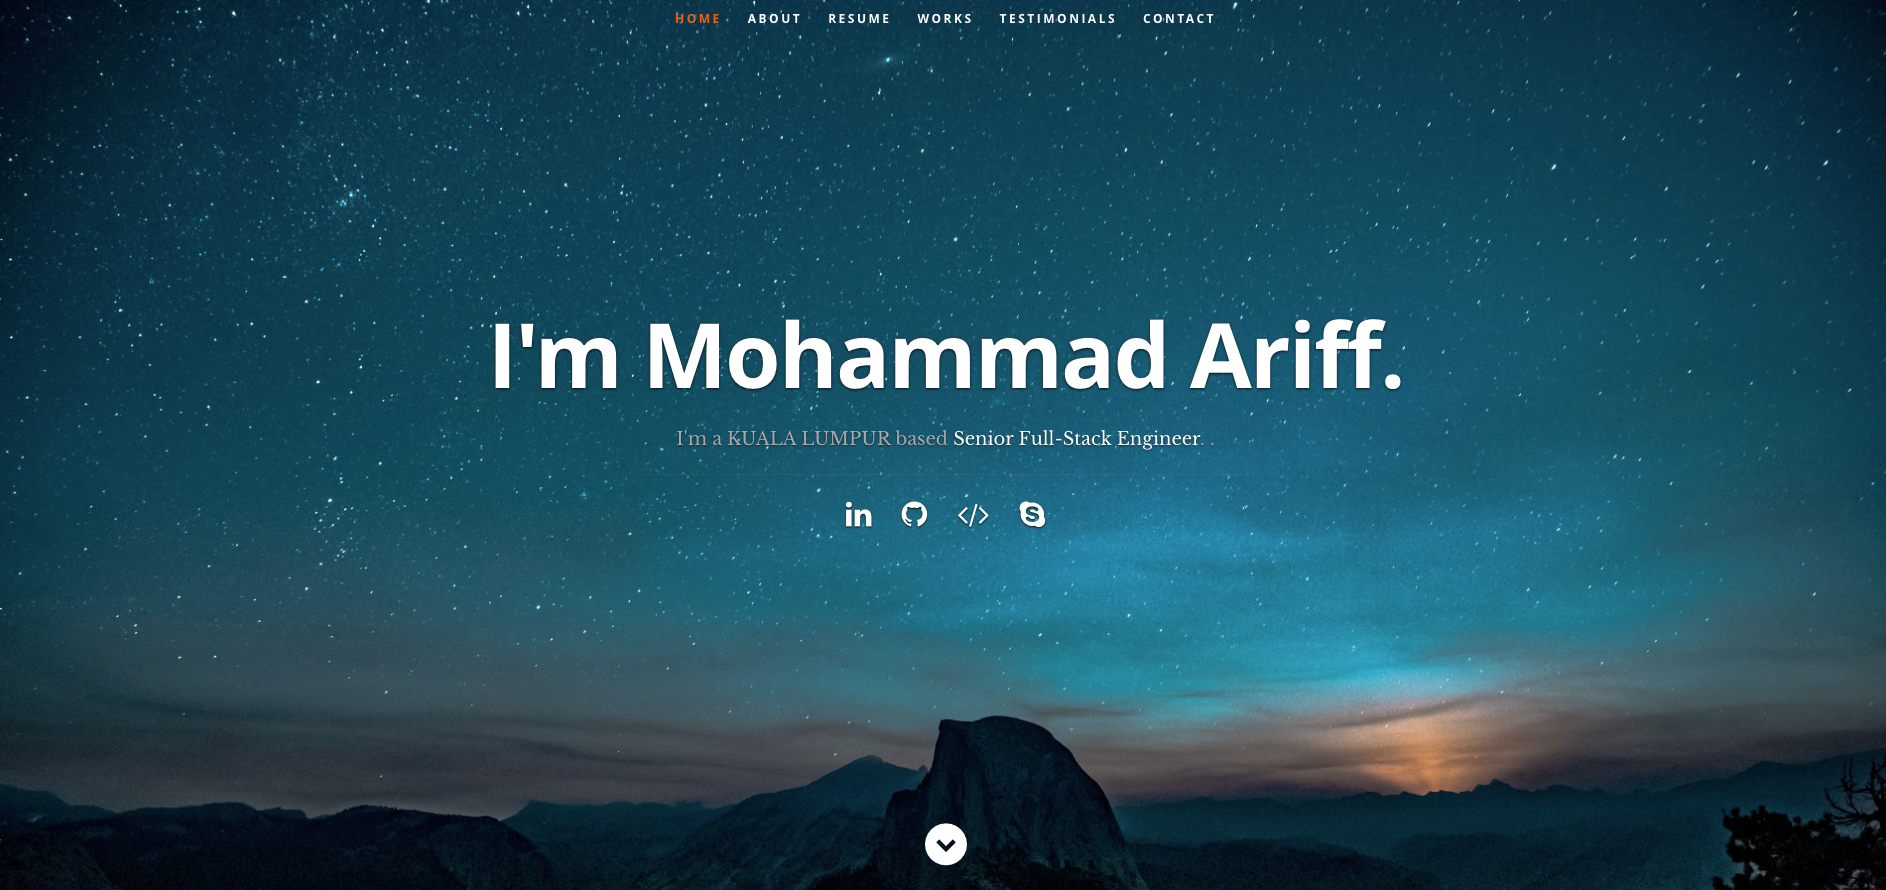 HOME ABOUT RESUME WORKS TESTIMONIALS CONTACT
I'm Mohammad Ariff.
I'm a KUALA LUMPUR based Senior Full-Stack Engineer. .